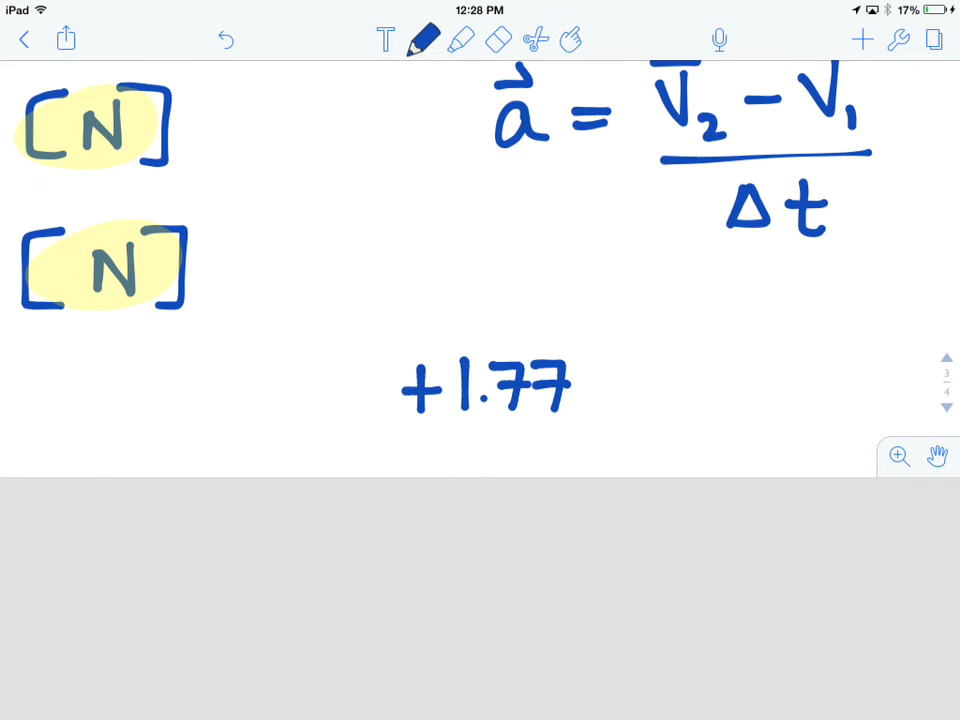 iPad 12:28 PM 17%
T
[N] a⃗ = V₂ − V₁
Δt
[N]
+1.77
3
4